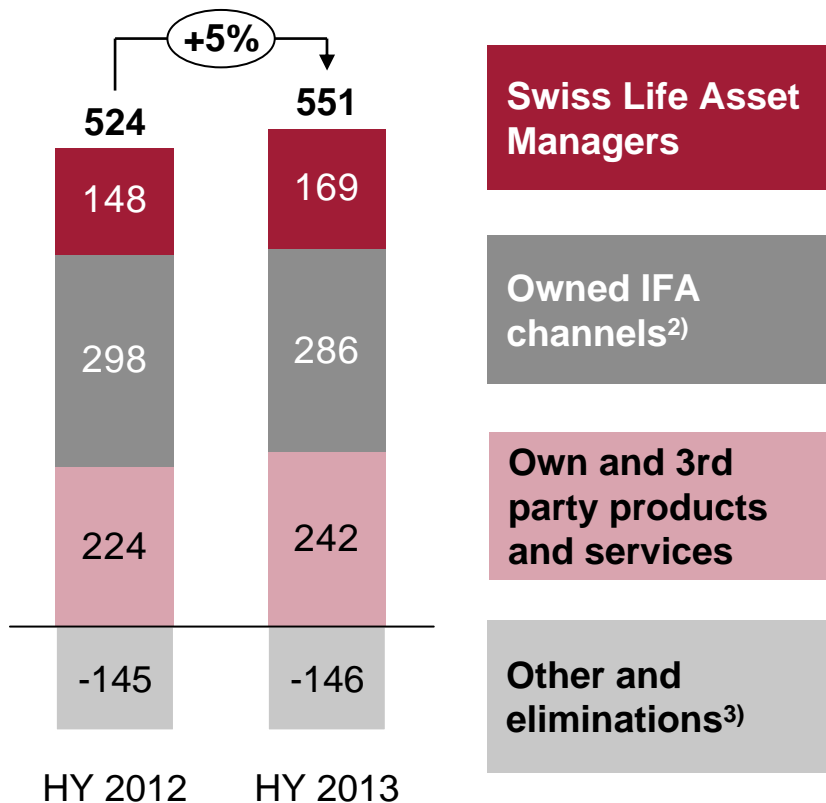 +5%
524
551
148
169
298
286
224
242
-145
-146
HY 2012
HY 2013
Swiss Life Asset
Managers
Owned IFA
channels2)
Own and 3rd
party products
and services
Other and
eliminations3)